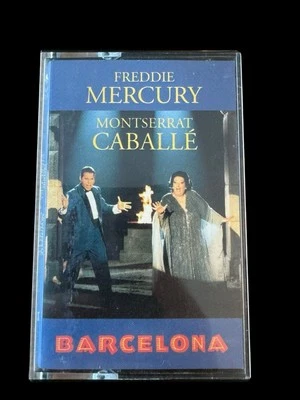 FREDDIE
MERCURY
MONTSERRAT
CABALLÉ
BARCELONA